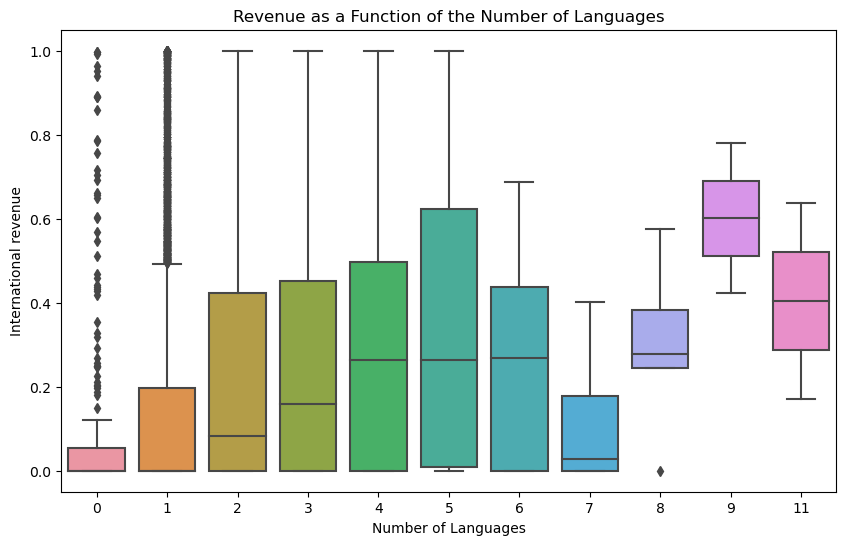 Revenue as a Function of the Number of Languages
International revenue
1.0
0.8
0.6
0.4
0.2
0.0
0 1 2 3 4 5 6 7 8 9 11
Number of Languages